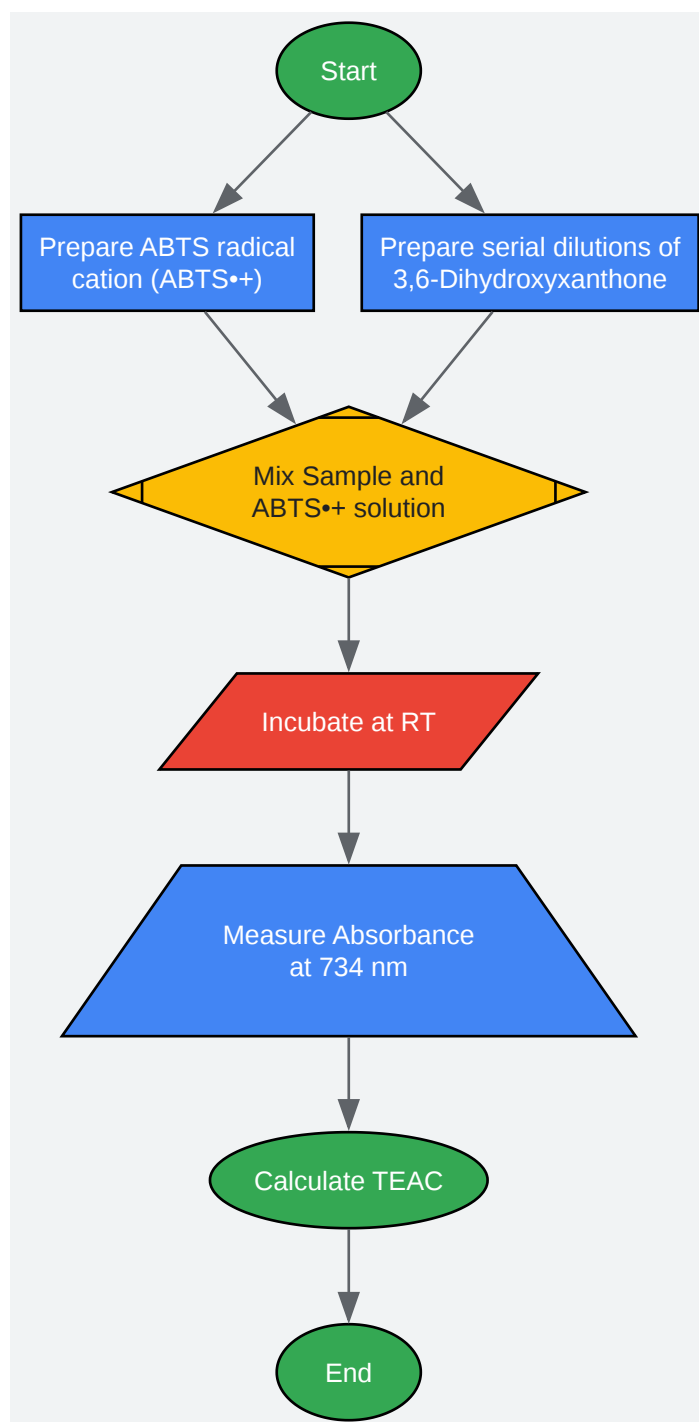 Start
Prepare ABTS radical
cation (ABTS•+)
Prepare serial dilutions of
3,6-Dihydroxyxanthone
Mix Sample and
ABTS•+ solution
Incubate at RT
Measure Absorbance
at 734 nm
Calculate TEAC
End